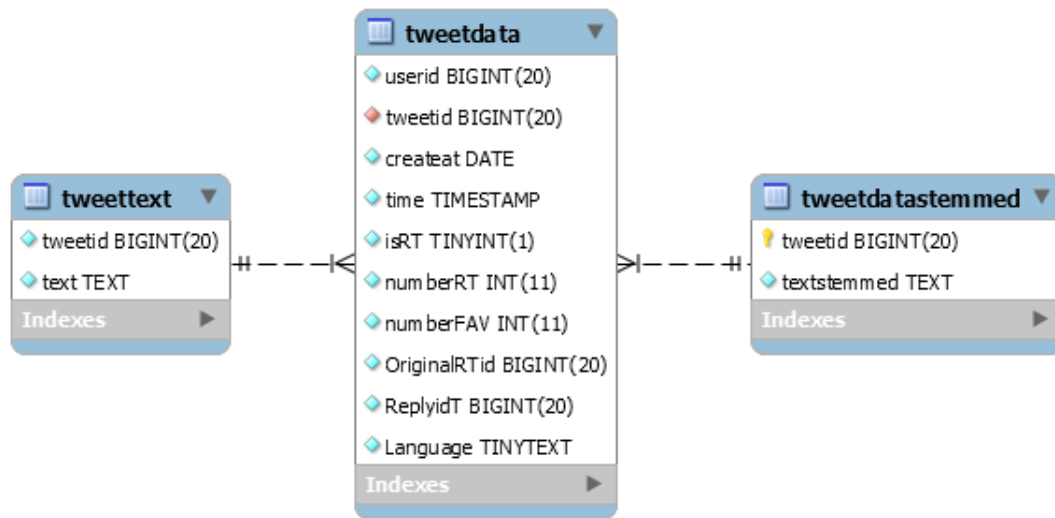 tweettext
tweetid BIGINT(20)
text TEXT
Indexes
tweetdata
userid BIGINT(20)
tweetid BIGINT(20)
createat DATE
time TIMESTAMP
isRT TINYINT(1)
numberRT INT(11)
numberFAV INT(11)
OriginalRTid BIGINT(20)
ReplyidT BIGINT(20)
Language TINYTEXT
Indexes
tweetdatastemmed
tweetid BIGINT(20)
textstemmed TEXT
Indexes